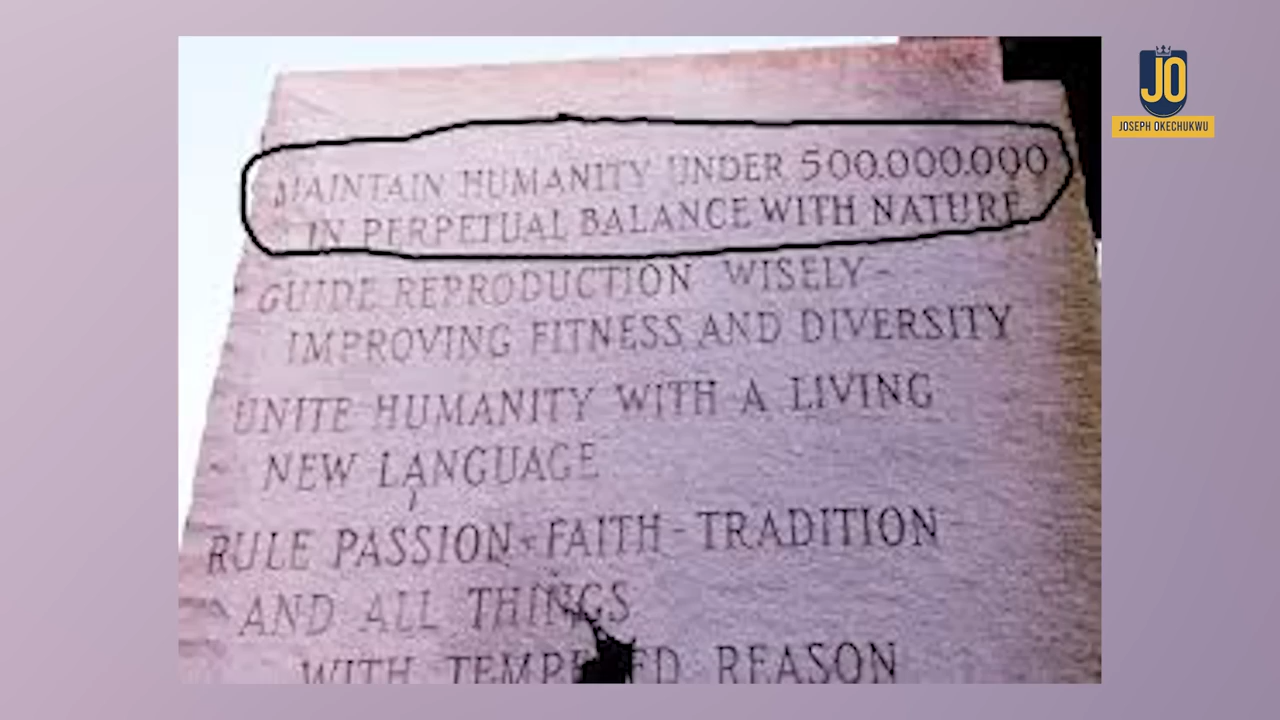 MAINTAIN HUMANITY UNDER 500.000.000
IN PERPETUAL BALANCE WITH NATURE
GUIDE REPRODUCTION WISELY-
IMPROVING FITNESS AND DIVERSITY
UNITE HUMANITY WITH A LIVING
NEW LANGUAGE
RULE PASSION-FAITH-TRADITION
AND ALL THINGS
WITH TEMPERED REASON
JO
JOSEPH OKECHUKWU